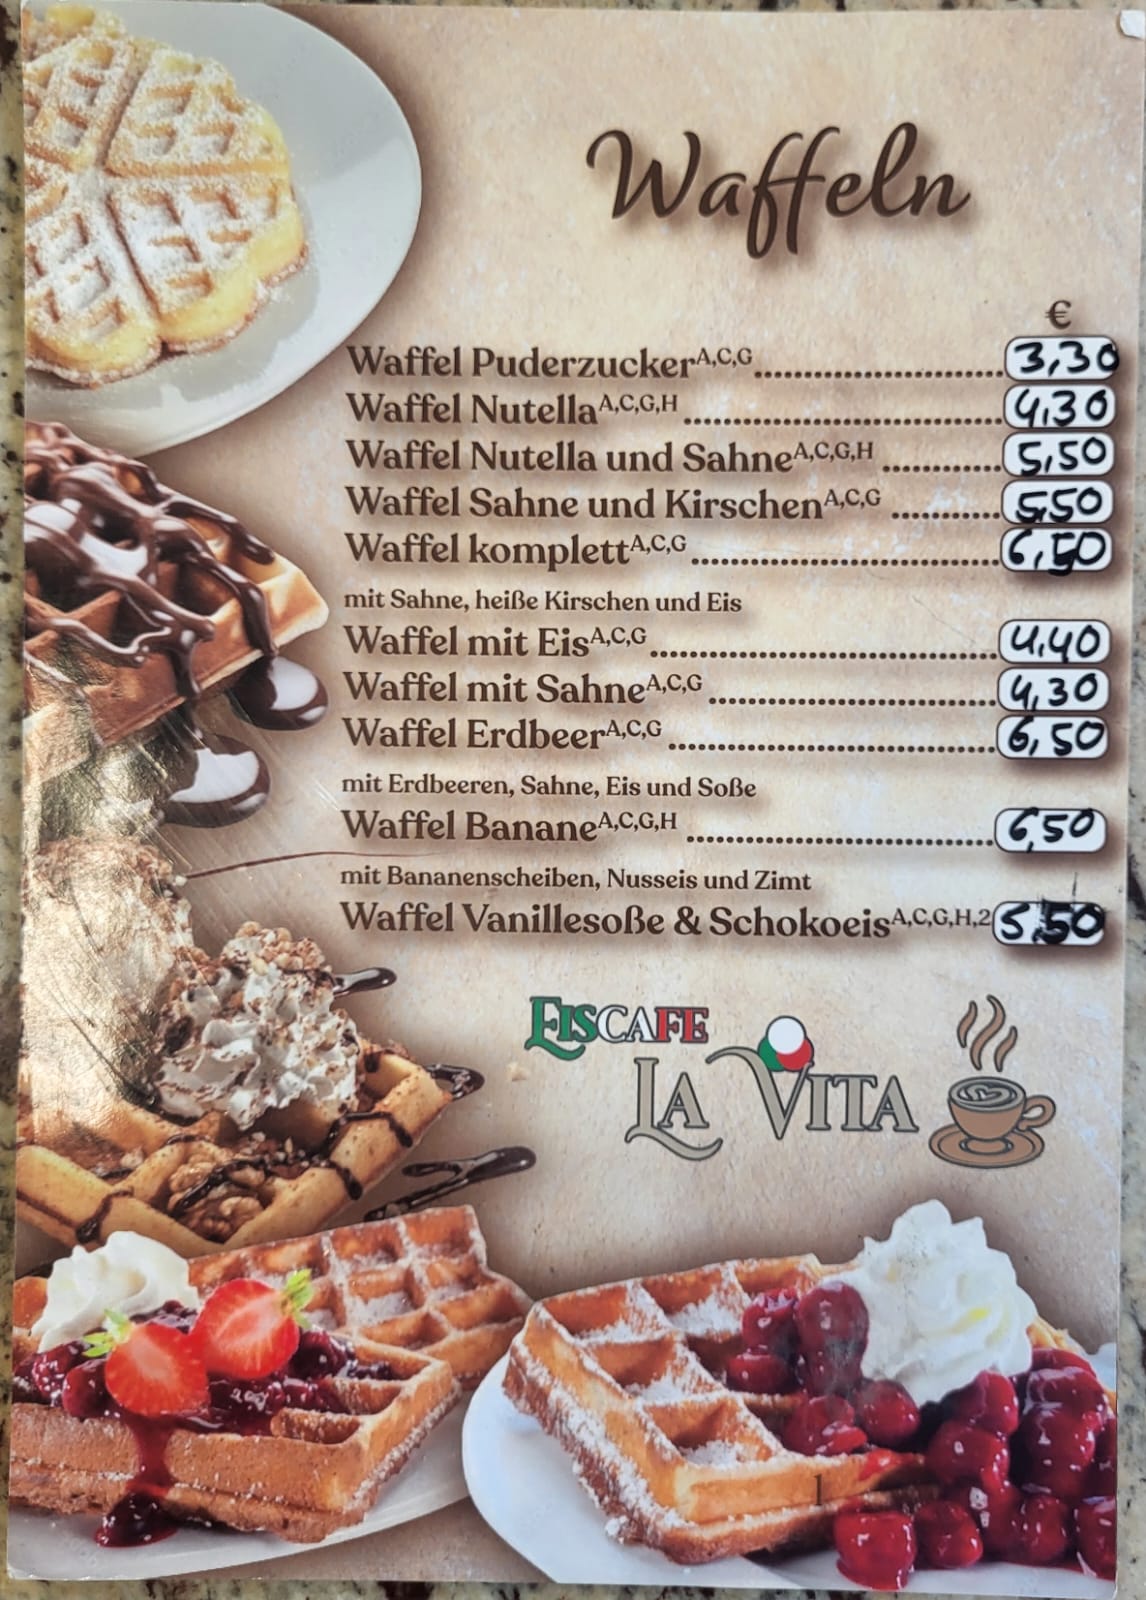 Waffeln
€
Waffel Puderzucker A,C,G 3,30
Waffel Nutella A,C,G,H 4,30
Waffel Nutella und Sahne A,C,G,H 5,50
Waffel Sahne und Kirschen A,C,G 5,50
Waffel komplett A,C,G 6,50
mit Sahne, heiße Kirschen und Eis
Waffel mit Eis A,C,G 4,40
Waffel mit Sahne A,C,G 4,30
Waffel Erdbeer A,C,G 6,50
mit Erdbeeren, Sahne, Eis und Soße
Waffel Banane A,C,G,H 6,50
mit Bananenscheiben, Nusseis und Zimt
Waffel Vanillesoße & Schokoeis A,C,G,H,2 5,50
EISCAFE
LA VITA
1